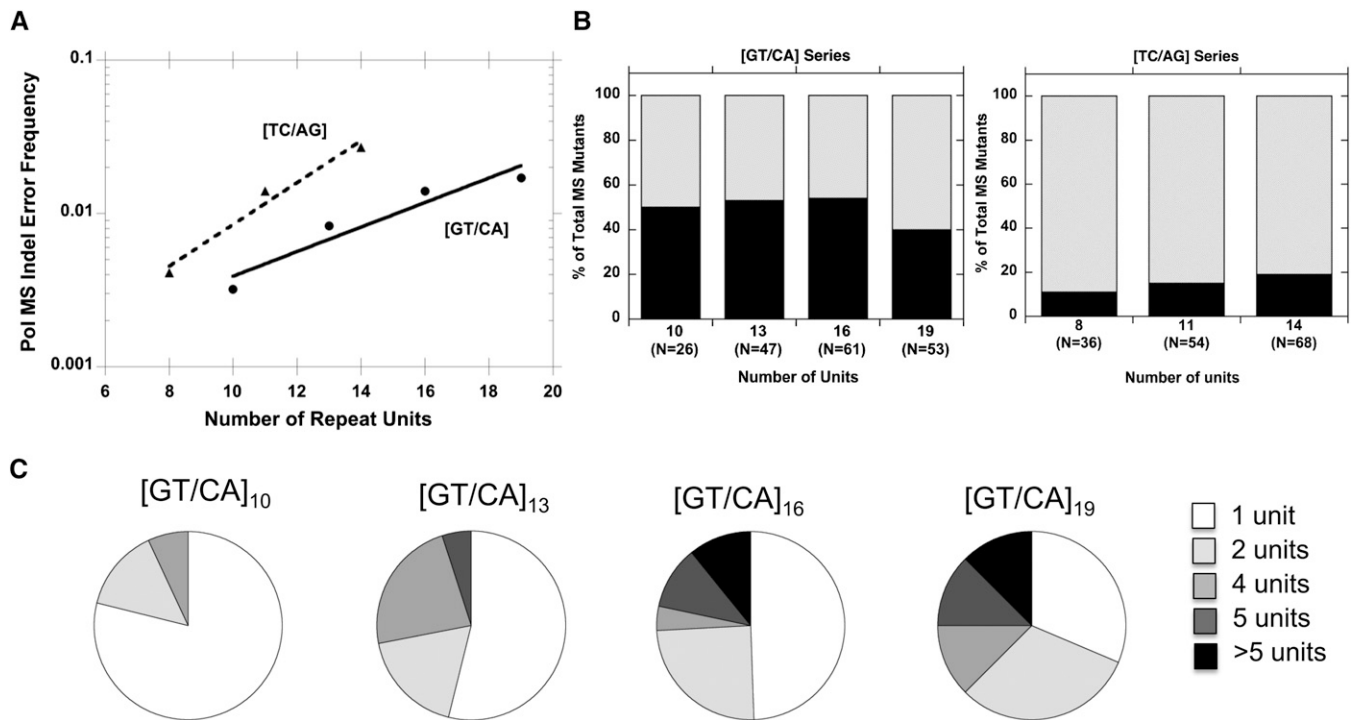 A
Pol MS Indel Error Frequency
0.1
0.01
0.001
[TC/AG]
[GT/CA]
6 8 10 12 14 16 18 20
Number of Repeat Units
B
[GT/CA] Series
% of Total MS Mutants
100
80
60
40
20
0
10 13 16 19
(N=26) (N=47) (N=61) (N=53)
Number of Units
[TC/AG] Series
% of Total MS Mutants
100
80
60
40
20
0
8 11 14
(N=36) (N=54) (N=68)
Number of units
C
[GT/CA]10
[GT/CA]13
[GT/CA]16
[GT/CA]19
1 unit
2 units
4 units
5 units
>5 units